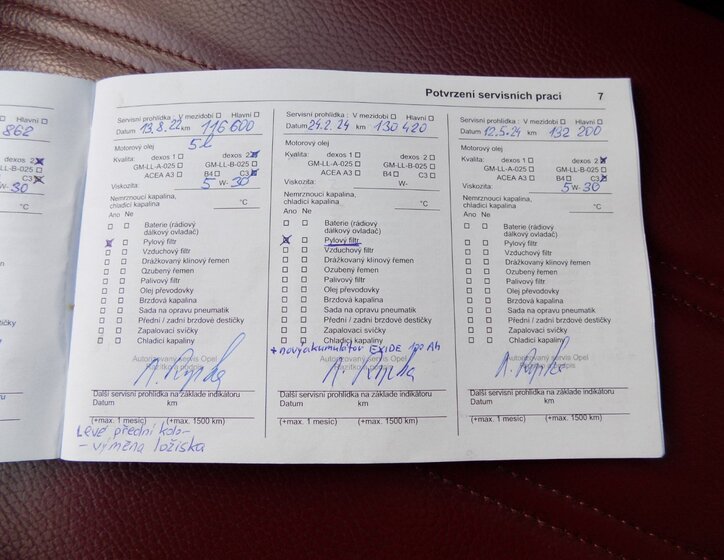 Potvrzení servisních prací 7
Hlavní ☐
862
dexos 2 ☒
GM-LL-B-025 ☐
C3 ☒
W- 30
°C
Servisní prohlídka: V mezidobí ☐ Hlavní ☐
Datum 13.8.22 km 116 600
Motorový olej 5l
Kvalita: dexos 1 ☐ dexos 2 ☒
GM-LL-A-025 ☐ GM-LL-B-025 ☐
ACEA A3 ☐ B4 ☐ C3 ☒
Viskozita: 5 W- 30
Nemrznoucí kapalina,
chladicí kapalina °C
Ano Ne
☐ ☐ Baterie (rádiový
dálkový ovladač)
☒ ☐ Pylový filtr
☐ ☐ Vzduchový filtr
☐ ☐ Drážkovaný klínový řemen
☐ ☐ Ozubený řemen
☐ ☐ Palivový filtr
☐ ☐ Olej převodovky
☐ ☐ Brzdová kapalina
☐ ☐ Sada na opravu pneumatik
☐ ☐ Přední / zadní brzdové destičky
☐ ☐ Zapalovací svíčky
☐ ☐ Chladicí kapaliny
Autorizovaný servis Opel
Razítko, podpis
Další servisní prohlídka na základě indikátoru
Datum km
(+max. 1 měsíc) (+max. 1500 km)
Levé přední kolo-
- výměna ložiska
Servisní prohlídka: V mezidobí ☐ Hlavní ☐
Datum 24.2.24 km 130 420
Motorový olej
Kvalita: dexos 1 ☐ dexos 2 ☐
GM-LL-A-025 ☐ GM-LL-B-025 ☐
ACEA A3 ☐ B4 ☐ C3 ☐
Viskozita: W-
Nemrznoucí kapalina,
chladicí kapalina °C
Ano Ne
☐ ☐ Baterie (rádiový
dálkový ovladač)
☒ ☐ Pylový filtr
☐ ☐ Vzduchový filtr
☐ ☐ Drážkovaný klínový řemen
☐ ☐ Ozubený řemen
☐ ☐ Palivový filtr
☐ ☐ Olej převodovky
☐ ☐ Brzdová kapalina
☐ ☐ Sada na opravu pneumatik
☐ ☐ Přední / zadní brzdové destičky
☐ ☐ Zapalovací svíčky
☐ ☐ Chladicí kapaliny
+ nový akumulátor EXIDE 100 Ah
Autorizovaný servis Opel
Razítko, podpis
Další servisní prohlídka na základě indikátoru
Datum km
(+max. 1 měsíc) (+max. 1500 km)
Servisní prohlídka: V mezidobí ☐ Hlavní ☐
Datum 12.5.24 km 132 200
Motorový olej
Kvalita: dexos 1 ☐ dexos 2 ☒
GM-LL-A-025 ☐ GM-LL-B-025 ☐
ACEA A3 ☐ B4 ☐ C3 ☒
Viskozita: 5 W- 30
Nemrznoucí kapalina,
chladicí kapalina °C
Ano Ne
☐ ☐ Baterie (rádiový
dálkový ovladač)
☐ ☐ Pylový filtr
☐ ☐ Vzduchový filtr
☐ ☐ Drážkovaný klínový řemen
☐ ☐ Ozubený řemen
☐ ☐ Palivový filtr
☐ ☐ Olej převodovky
☐ ☐ Brzdová kapalina
☐ ☐ Sada na opravu pneumatik
☐ ☐ Přední / zadní brzdové destičky
☐ ☐ Zapalovací svíčky
☐ ☐ Chladicí kapaliny
Autorizovaný servis Opel
Razítko, podpis
Další servisní prohlídka na základě indikátoru
Datum km
(+max. 1 měsíc) (+max. 1500 km)